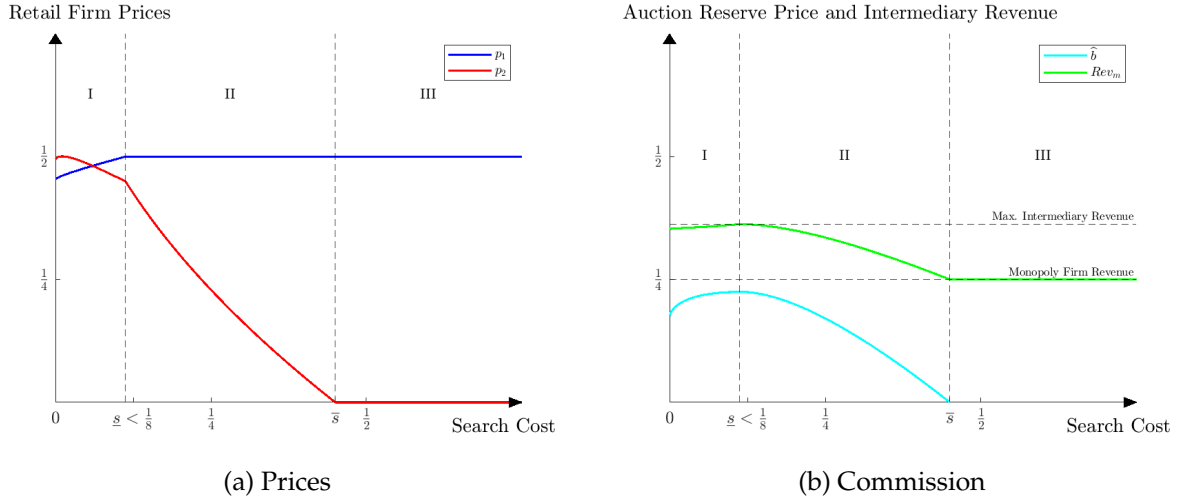 Retail Firm Prices
p₁
p₂
I II III
1/2
1/4
0 s̲ < 1/8 1/4 s̄ 1/2
Search Cost
(a) Prices
Auction Reserve Price and Intermediary Revenue
b̂
Revₘ
1/2
I II III
Max. Intermediary Revenue
1/4
Monopoly Firm Revenue
0 s̲ < 1/8 1/4 s̄ 1/2
Search Cost
(b) Commission